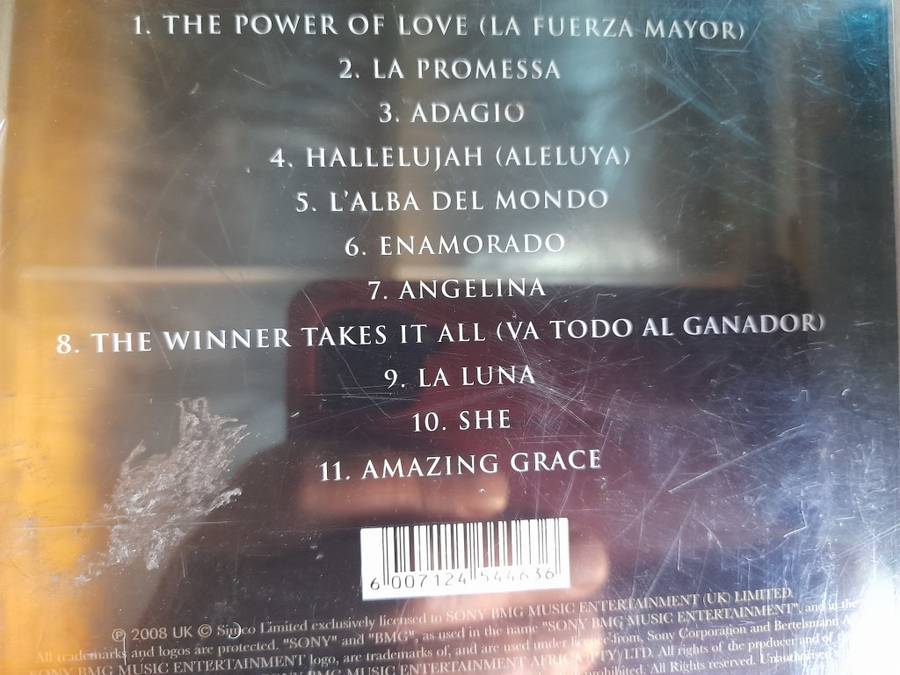 1. THE POWER OF LOVE (LA FUERZA MAYOR)
2. LA PROMESSA
3. ADAGIO
4. HALLELUJAH (ALELUYA)
5. L'ALBA DEL MONDO
6. ENAMORADO
7. ANGELINA
8. THE WINNER TAKES IT ALL (VA TODO AL GANADOR)
9. LA LUNA
10. SHE
11. AMAZING GRACE
6 007124 544636
℗ 2008 UK © Simco Limited exclusively licensed to SONY BMG MUSIC ENTERTAINMENT (UK) LIMITED.
All trademarks and logos are protected. "SONY" and "BMG", as used in the name "SONY BMG MUSIC ENTERTAINMENT", and in the
SONY BMG MUSIC ENTERTAINMENT logo, are trademarks of, and are used under license from, Sony Corporation and Bertelsmann
SONY BMG MUSIC ENTERTAINMENT AFRICA (PTY) LTD. All rights of the producer and of the
prohibited. All Rights reserved. Unauthorised